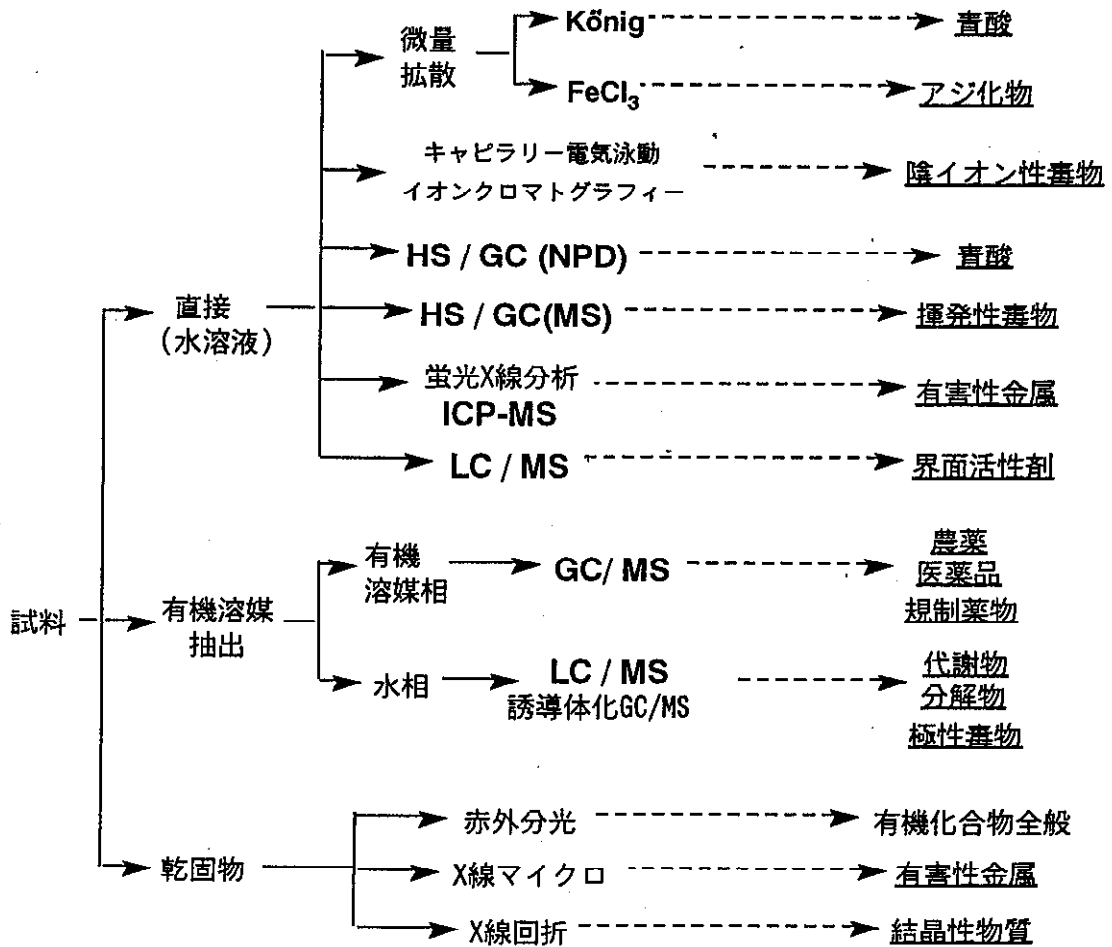 微量
拡散
Kőnig
青酸
FeCl₃
アジ化物
キャピラリー電気泳動
イオンクロマトグラフィー
陰イオン性毒物
HS / GC (NPD)
青酸
直接
(水溶液)
HS / GC(MS)
揮発性毒物
蛍光X線分析
ICP-MS
有害性金属
LC / MS
界面活性剤
試料
有機溶媒
抽出
有機
溶媒相
GC/ MS
農薬
医薬品
規制薬物
水相
LC / MS
誘導体化GC/MS
代謝物
分解物
極性毒物
乾固物
赤外分光
有機化合物全般
X線マイクロ
有害性金属
X線回折
結晶性物質